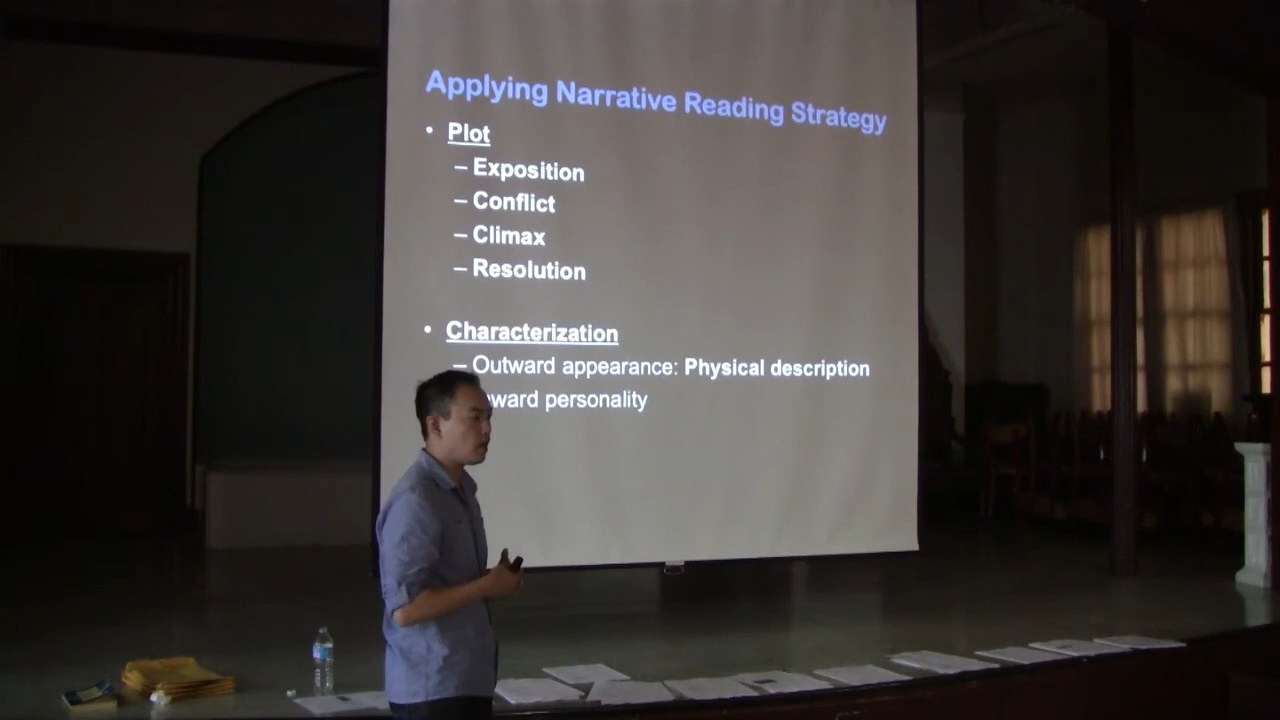 Applying Narrative Reading Strategy
• Plot
– Exposition
– Conflict
– Climax
– Resolution
• Characterization
– Outward appearance: Physical description
personality